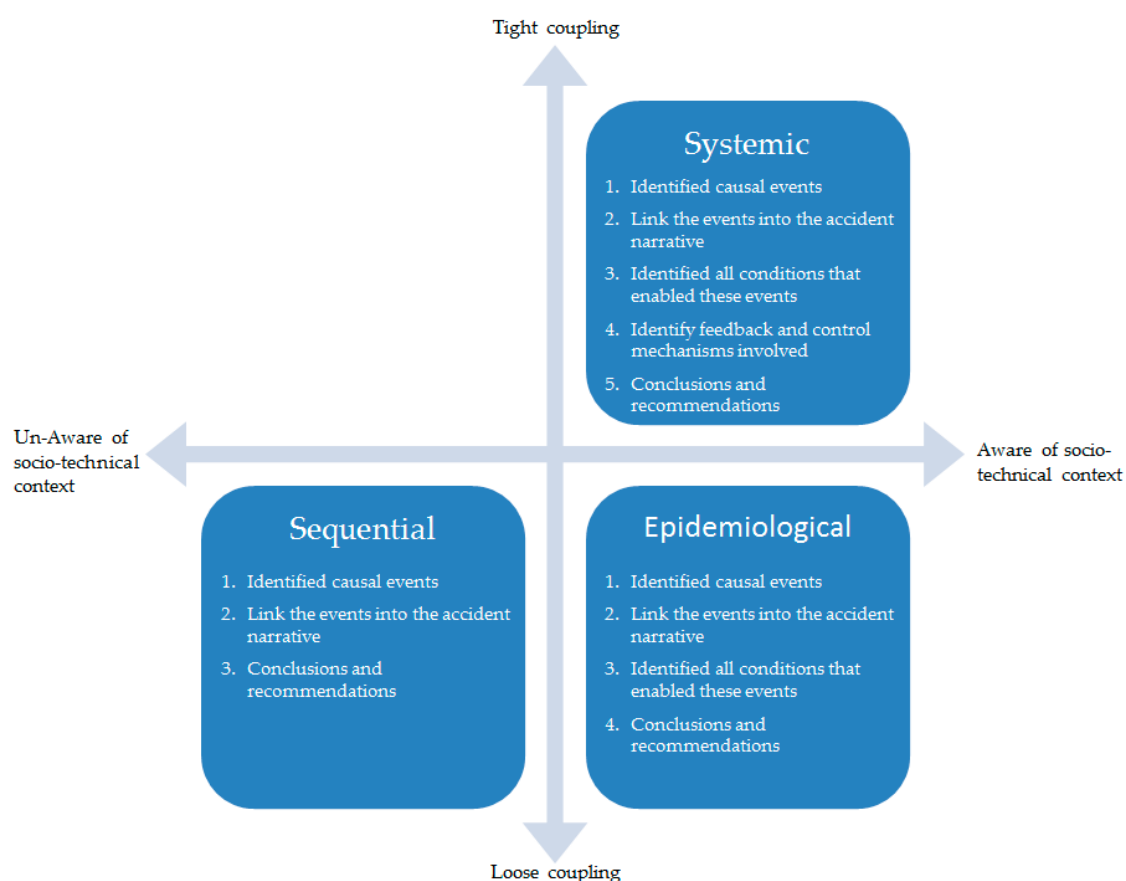 Tight coupling
Systemic
1. Identified causal events
2. Link the events into the accident
narrative
3. Identified all conditions that
enabled these events
4. Identify feedback and control
mechanisms involved
5. Conclusions and
recommendations
Un-Aware of
socio-technical
context
Aware of socio-
technical context
Sequential
1. Identified causal events
2. Link the events into the accident
narrative
3. Conclusions and
recommendations
Epidemiological
1. Identified causal events
2. Link the events into the accident
narrative
3. Identified all conditions that
enabled these events
4. Conclusions and
recommendations
Loose coupling